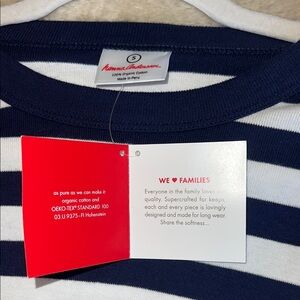 S
Hanna Andersson
100% Organic Cotton
Made in Peru
as pure as we can make it
organic cotton and
OEKO-TEX® STANDARD 100
03.U.9375-FI Hohenstein
WE ♥ FAMILIES
Everyone in the family loves our
quality. Supercrafted for keeps,
each and every piece is lovingly
designed and made for long wear.
Share the softness...